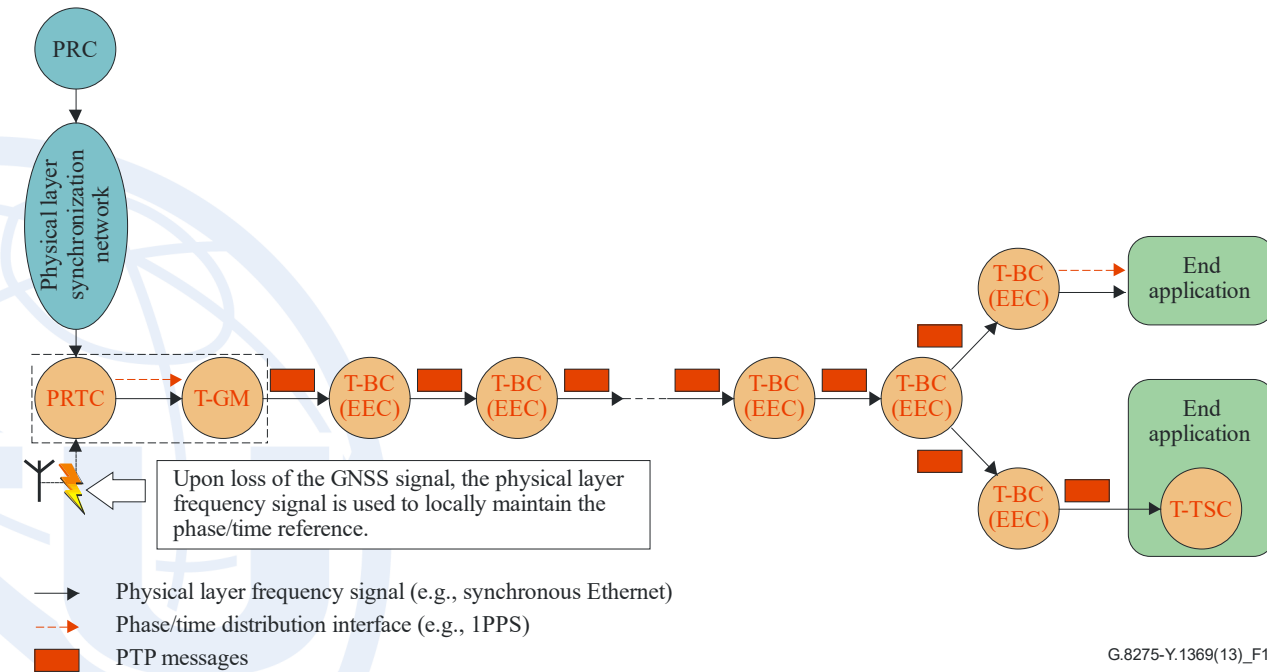 PRC
Physical layer
synchronization
network
PRTC
T-GM
T-BC
(EEC)
T-BC
(EEC)
T-BC
(EEC)
T-BC
(EEC)
T-BC
(EEC)
End
application
T-BC
(EEC)
End
application
T-TSC
Upon loss of the GNSS signal, the physical layer
frequency signal is used to locally maintain the
phase/time reference.
Physical layer frequency signal (e.g., synchronous Ethernet)
Phase/time distribution interface (e.g., 1PPS)
PTP messages
G.8275-Y.1369(13)_F1